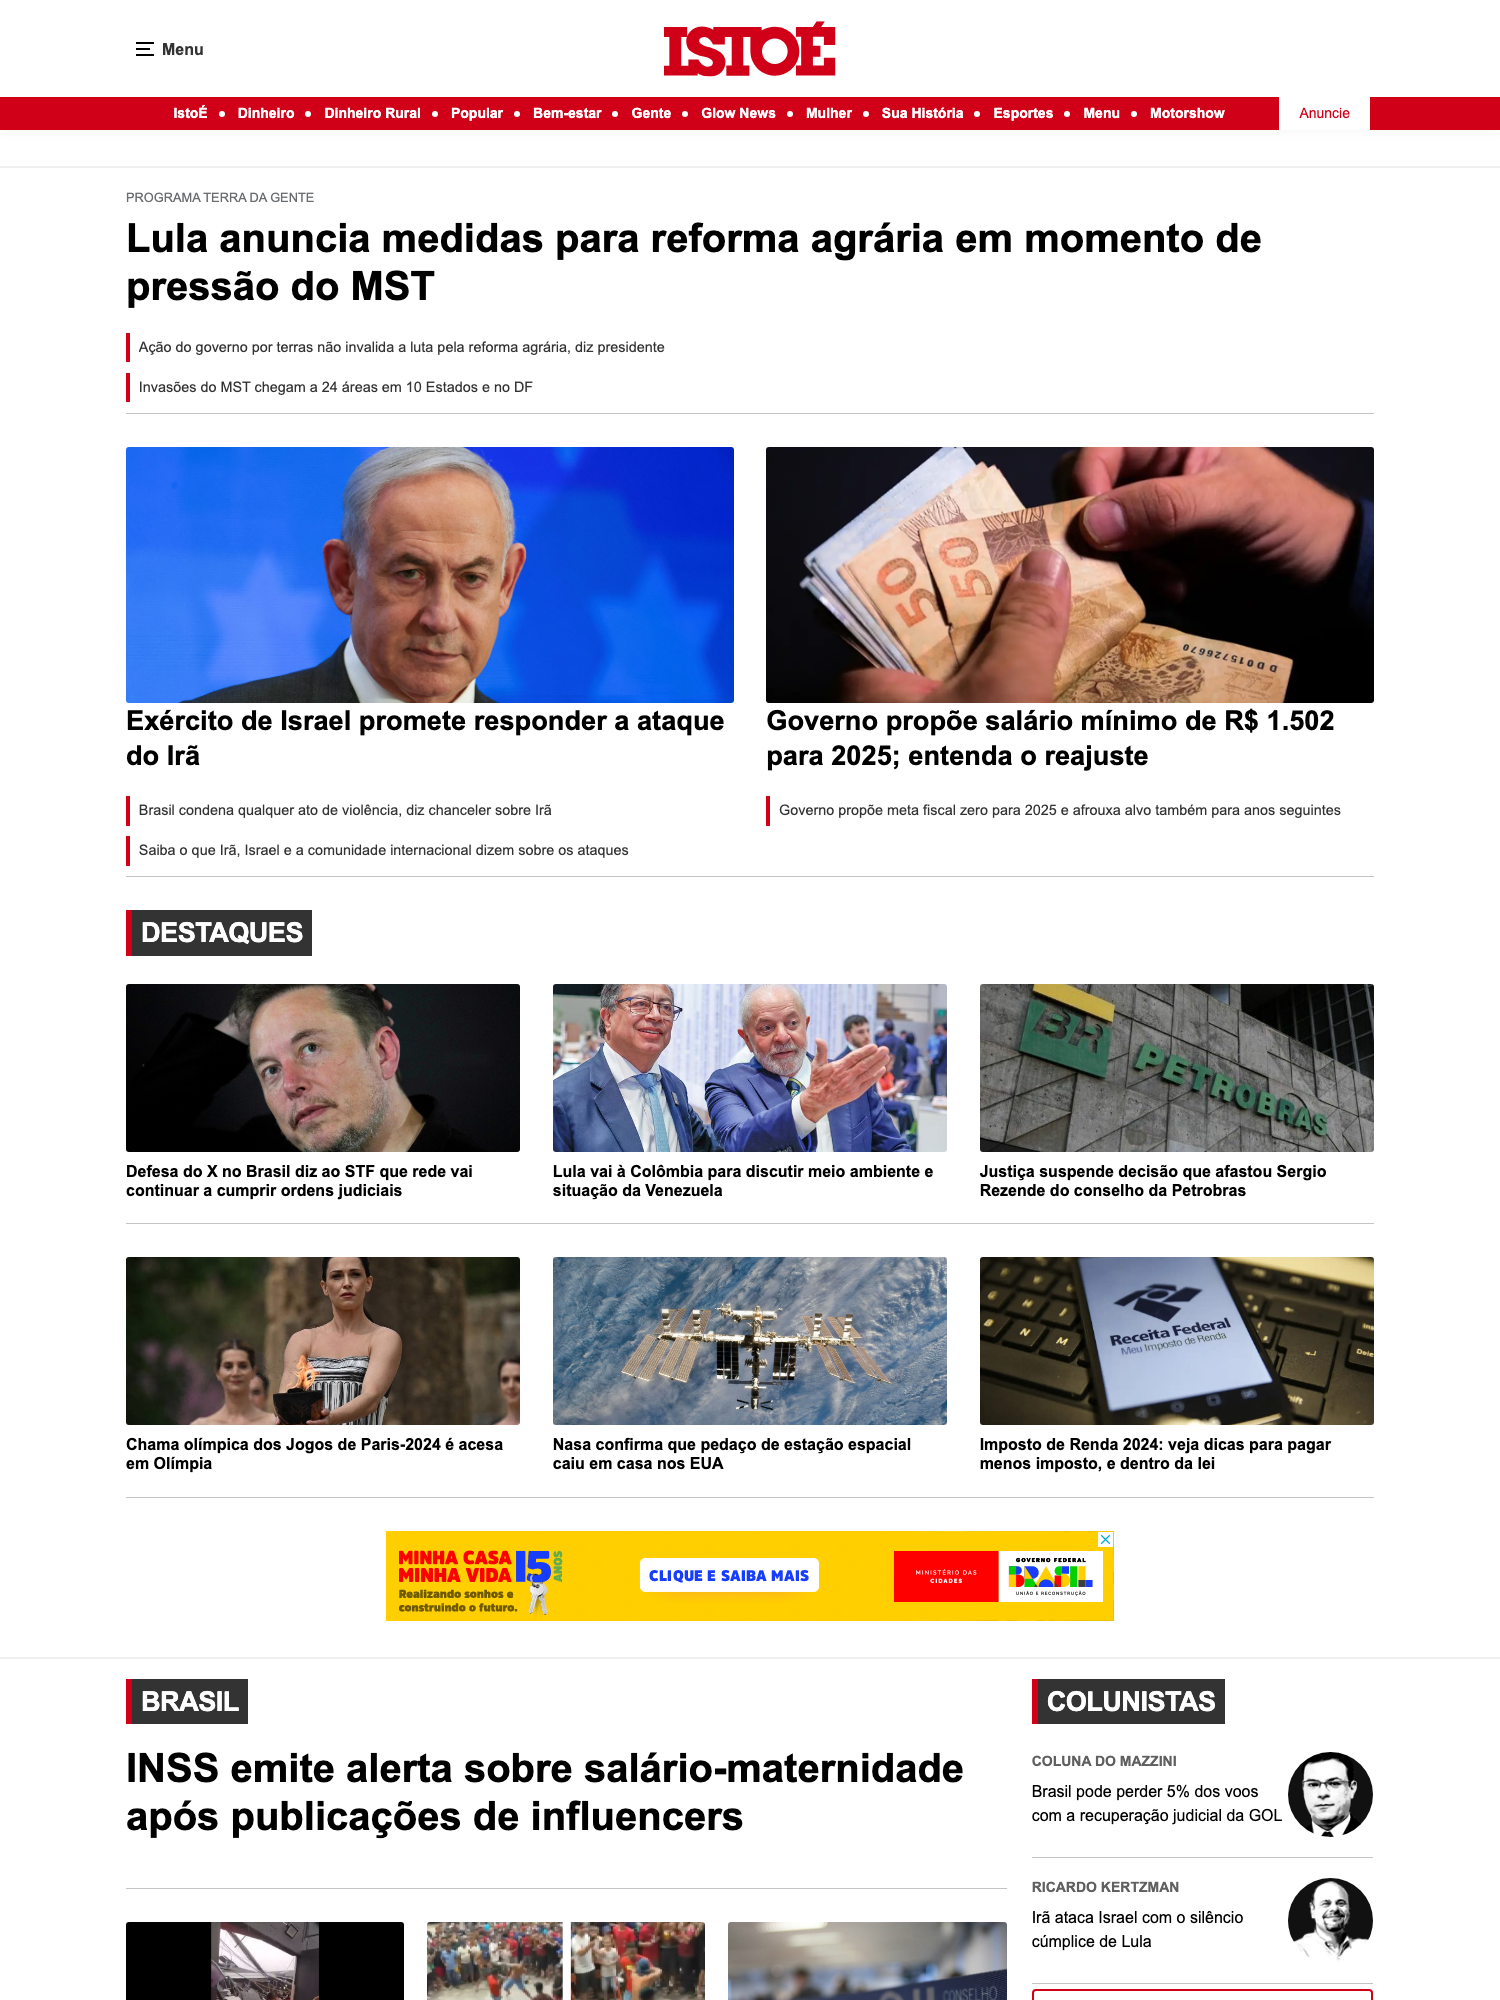 Menu
ISTOÉ
IstoÉ • Dinheiro • Dinheiro Rural • Popular • Bem-estar • Gente • Glow News • Mulher • Sua História • Esportes • Menu • Motorshow
Anuncie
PROGRAMA TERRA DA GENTE
Lula anuncia medidas para reforma agrária em momento de
pressão do MST
Ação do governo por terras não invalida a luta pela reforma agrária, diz presidente
Invasões do MST chegam a 24 áreas em 10 Estados e no DF
50
50
DD015726670
Exército de Israel promete responder a ataque
do Irã
Brasil condena qualquer ato de violência, diz chanceler sobre Irã
Saiba o que Irã, Israel e a comunidade internacional dizem sobre os ataques
Governo propõe salário mínimo de R$ 1.502
para 2025; entenda o reajuste
Governo propõe meta fiscal zero para 2025 e afrouxa alvo também para anos seguintes
DESTAQUES
BR
PETROBRAS
Defesa do X no Brasil diz ao STF que rede vai
continuar a cumprir ordens judiciais
Lula vai à Colômbia para discutir meio ambiente e
situação da Venezuela
Justiça suspende decisão que afastou Sergio
Rezende do conselho da Petrobras
Receita Federal
Meu Imposto de Renda
B
N
M
Chama olímpica dos Jogos de Paris-2024 é acesa
em Olímpia
Nasa confirma que pedaço de estação espacial
caiu em casa nos EUA
Imposto de Renda 2024: veja dicas para pagar
menos imposto, e dentro da lei
MINHA CASA
MINHA VIDA 15 ANOS
Realizando sonhos e
construindo o futuro.
CLIQUE E SAIBA MAIS
MINISTÉRIO DAS
CIDADES
GOVERNO FEDERAL
BRASIL
UNIÃO E RECONSTRUÇÃO
BRASIL
INSS emite alerta sobre salário-maternidade
após publicações de influencers
CONSELHO
COLUNISTAS
COLUNA DO MAZZINI
Brasil pode perder 5% dos voos
com a recuperação judicial da GOL
RICARDO KERTZMAN
Irã ataca Israel com o silêncio
cúmplice de Lula